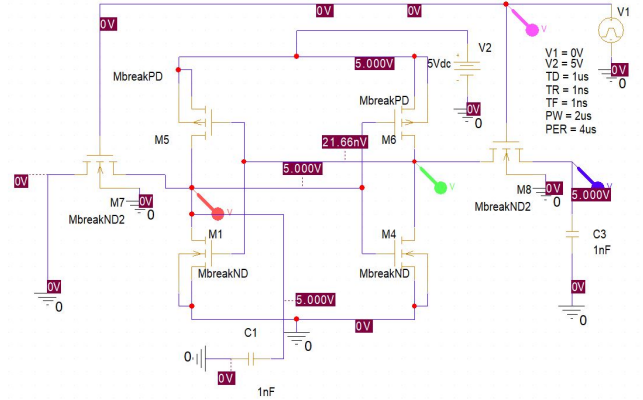 0V
0V
0V
V1
V
V2
5Vdc
5.000V
V1 = 0V
V2 = 5V
TD = 1us
TR = 1ns
TF = 1ns
PW = 2us
PER = 4us
0V
0
MbreakPD
MbreakPD
0V
0
M5
M6
21.66nV
5.000V
0V
M7
0V
0
MbreakND2
V
V
M8
0V
0
MbreakND2
V
5.000V
M1
M4
C3
1nF
MbreakND
MbreakND
0V
0
5.000V
0V
0
0V
0
C1
0
0V
1nF